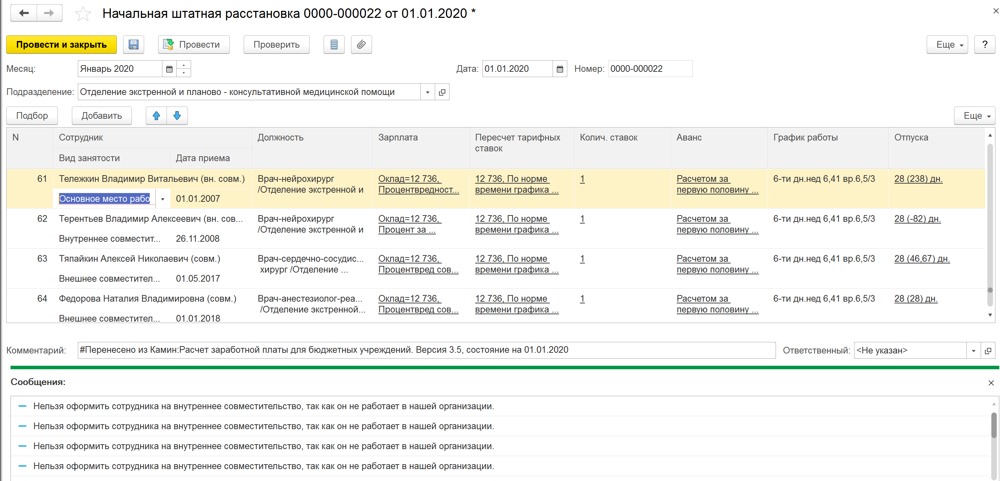 Начальная штатная расстановка 0000-000022 от 01.01.2020 *
Провести и закрыть Провести Проверить Еще ?
Месяц: Январь 2020 Дата: 01.01.2020 Номер: 0000-000022
Подразделение: Отделение экстренной и планово - консультативной медицинской помощи
Подбор Добавить Еще
N Сотрудник Должность Зарплата Пересчет тарифных Колич. ставок Аванс График работы Отпуска
ставок
Вид занятости Дата приема
61 Тележкин Владимир Витальевич (вн. совм.) Врач-нейрохирург Оклад=12 736, 12 736, По норме 1 Расчетом за 6-ти дн.нед 6,41 вр.6,5/3 28 (238) дн.
/Отделение экстренной и Процентвредност... времени графика ... первую половину ...
Основное место рабо 01.01.2007
62 Терентьев Владимир Алексеевич (вн. сов... Врач-нейрохирург Оклад=12 736, 12 736, По норме 1 Расчетом за 6-ти дн.нед 6,41 вр.6,5/3 28 (-82) дн.
/Отделение экстренной и Процент за ... времени графика ... первую половину ...
Внутреннее совместит... 26.11.2008
63 Тяпайкин Алексей Николаевич (совм.) Врач-сердечно-сосудис... Оклад=12 736, 12 736, По норме 1 Расчетом за 6-ти дн.нед 6,41 вр.6,5/3 28 (46,67) дн.
хирург /Отделение ... Процентвред сов... времени графика ... первую половину ...
Внешнее совместител... 01.05.2017
64 Федорова Наталия Владимировна (совм.) Врач-анестезиолог-реа... Оклад=12 736, 12 736, По норме 1 Расчетом за 6-ти дн.нед 6,41 вр.6,5/3 28 (28) дн.
/Отделение экстренной... Процентвред сов... времени графика ... первую половину ...
Внешнее совместител... 01.01.2018
Комментарий: #Перенесено из Камин:Расчет заработной платы для бюджетных учреждений. Версия 3.5, состояние на 01.01.2020 Ответственный: <Не указан>
Сообщения:
Нельзя оформить сотрудника на внутреннее совместительство, так как он не работает в нашей организации.
Нельзя оформить сотрудника на внутреннее совместительство, так как он не работает в нашей организации.
Нельзя оформить сотрудника на внутреннее совместительство, так как он не работает в нашей организации.
Нельзя оформить сотрудника на внутреннее совместительство, так как он не работает в нашей организации.